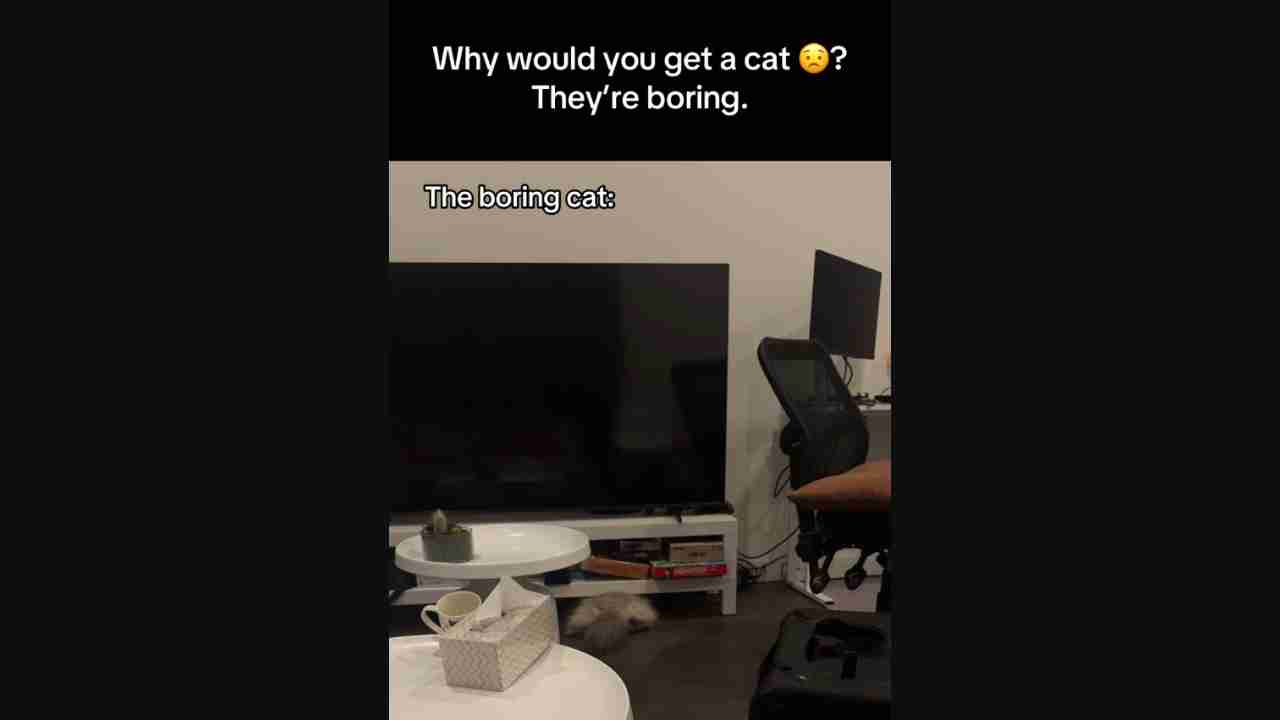 Why would you get a cat 😟?
They’re boring.
The boring cat: